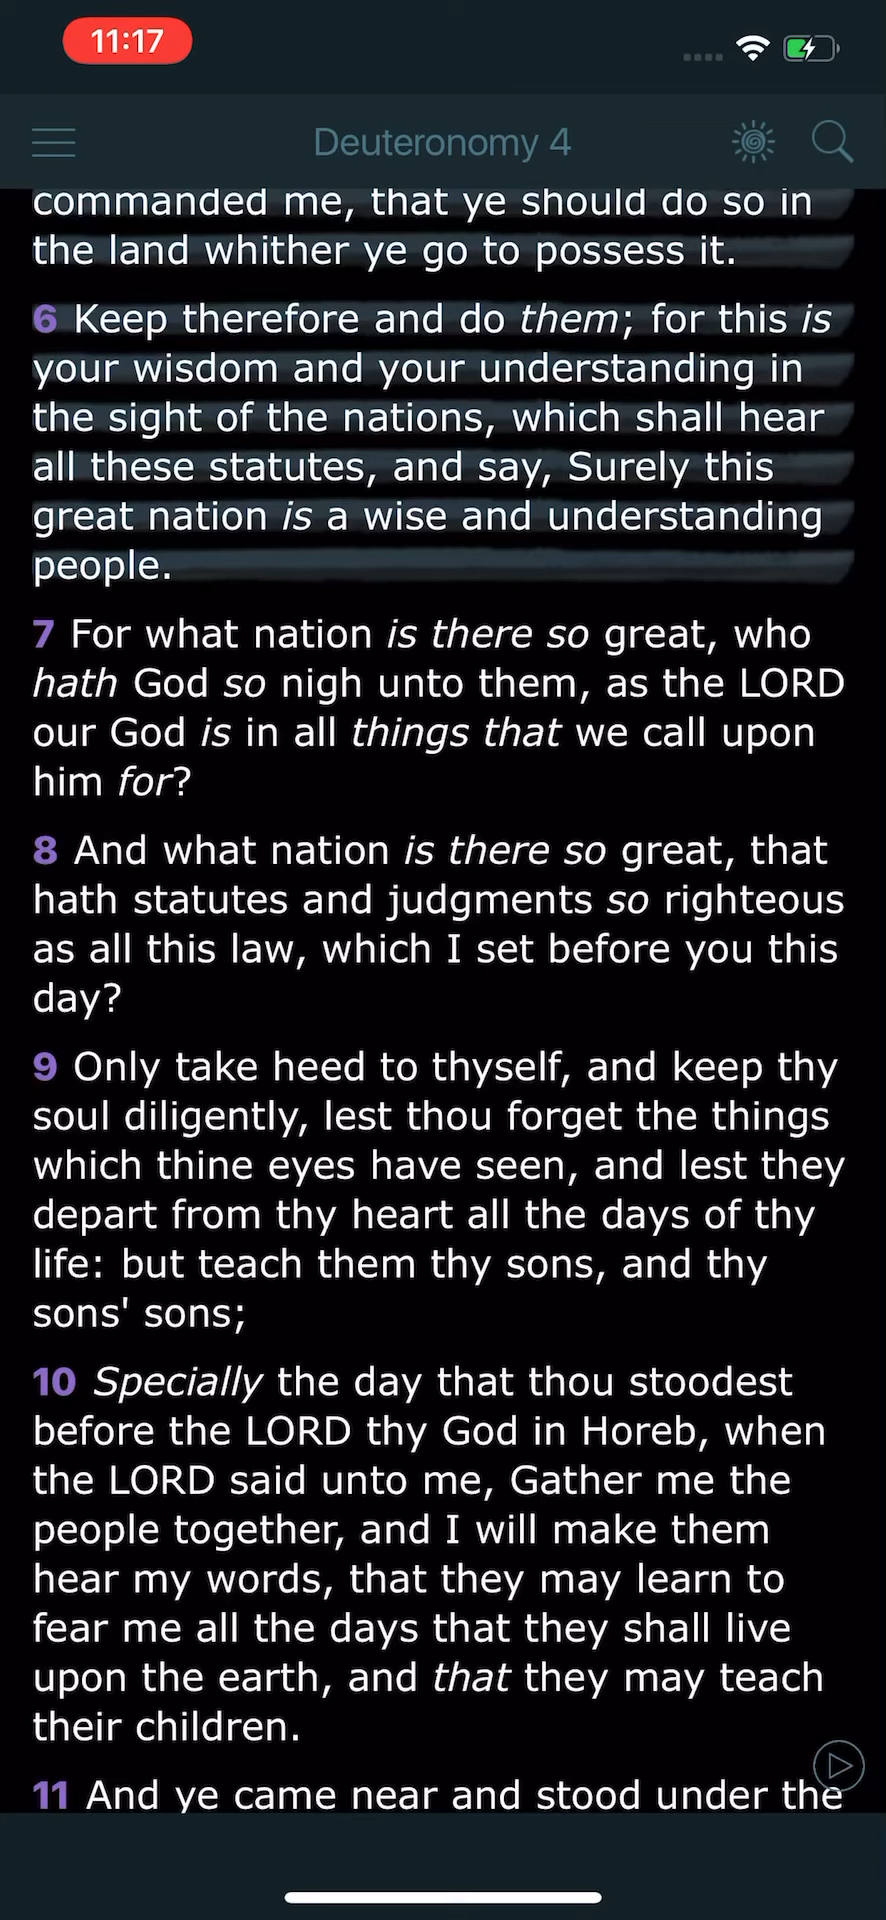 11:17
Deuteronomy 4
commanded me, that ye should do so in
the land whither ye go to possess it.
6 Keep therefore and do them; for this is
your wisdom and your understanding in
the sight of the nations, which shall hear
all these statutes, and say, Surely this
great nation is a wise and understanding
people.
7 For what nation is there so great, who
hath God so nigh unto them, as the LORD
our God is in all things that we call upon
him for?
8 And what nation is there so great, that
hath statutes and judgments so righteous
as all this law, which I set before you this
day?
9 Only take heed to thyself, and keep thy
soul diligently, lest thou forget the things
which thine eyes have seen, and lest they
depart from thy heart all the days of thy
life: but teach them thy sons, and thy
sons' sons;
10 Specially the day that thou stoodest
before the LORD thy God in Horeb, when
the LORD said unto me, Gather me the
people together, and I will make them
hear my words, that they may learn to
fear me all the days that they shall live
upon the earth, and that they may teach
their children.
11 And ye came near and stood under the